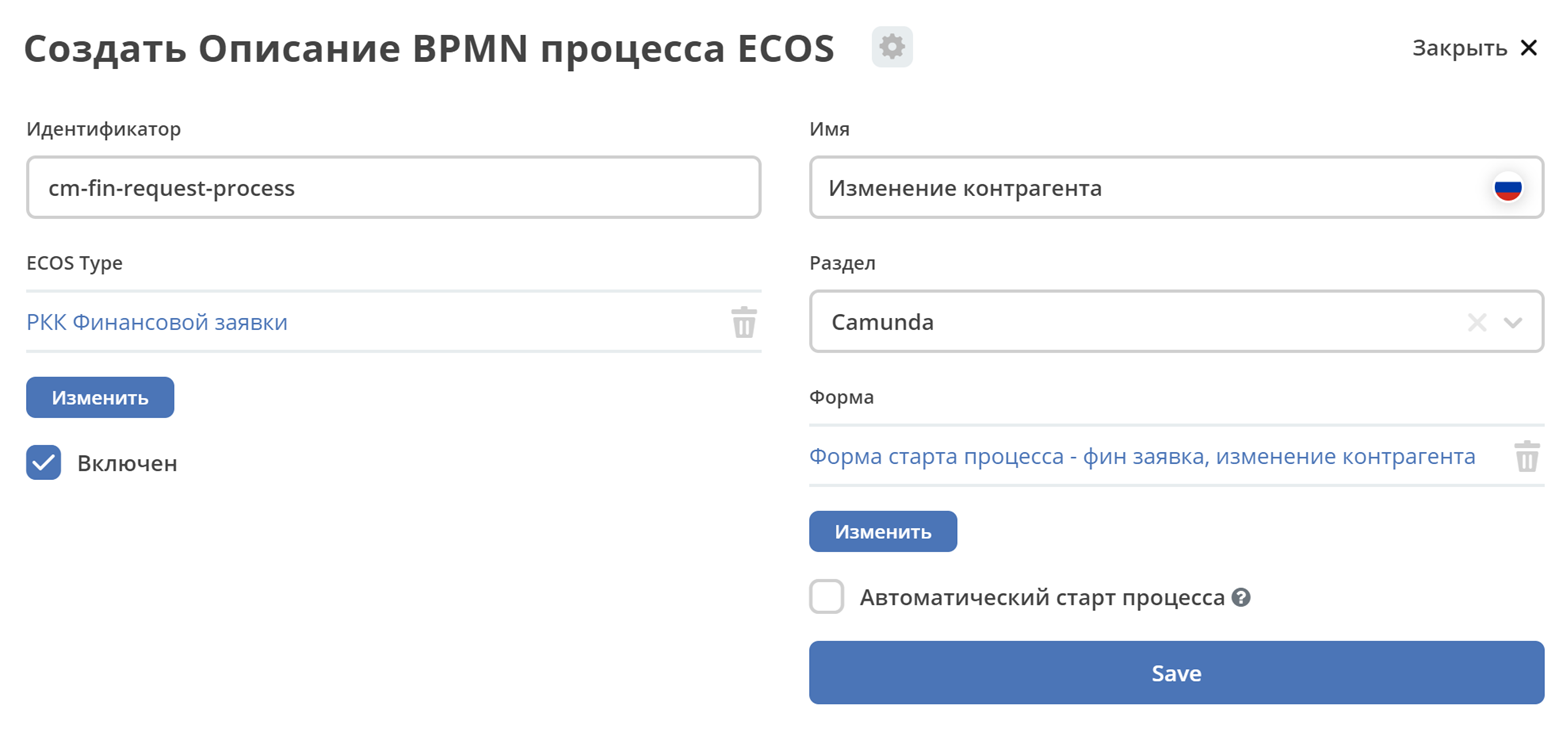 Создать Описание BPMN процесса ECOS
Закрыть
Идентификатор
cm-fin-request-process
Имя
Изменение контрагента
ECOS Type
РКК Финансовой заявки
Изменить
Включен
Раздел
Camunda
Форма
Форма старта процесса - фин заявка, изменение контрагента
Изменить
Автоматический старт процесса ?
Save